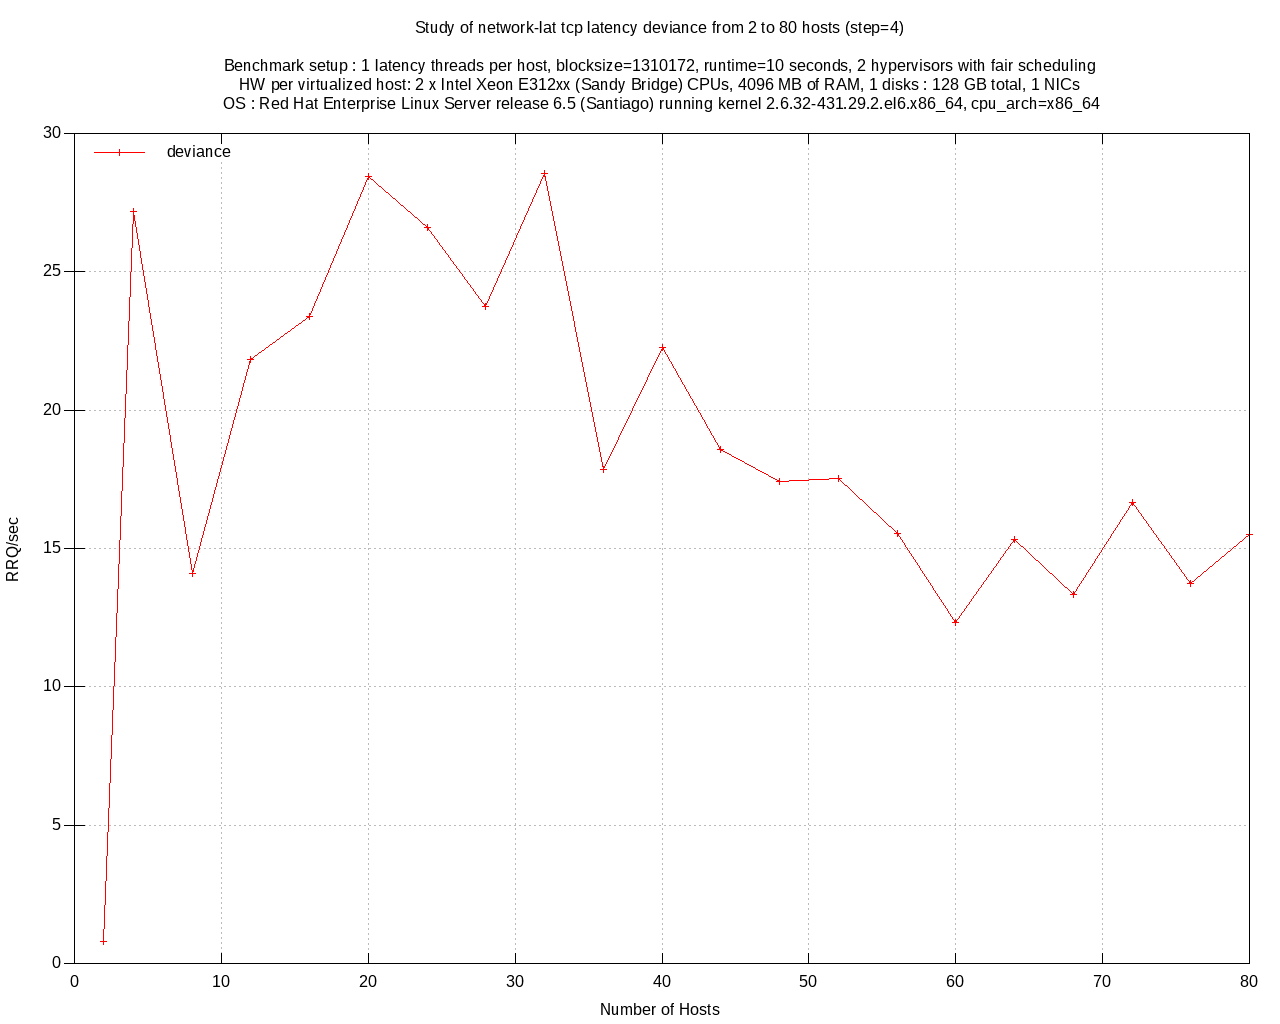 Study of network-lat tcp latency deviance from 2 to 80 hosts (step=4)
Benchmark setup : 1 latency threads per host, blocksize=1310172, runtime=10 seconds, 2 hypervisors with fair scheduling
HW per virtualized host: 2 x Intel Xeon E312xx (Sandy Bridge) CPUs, 4096 MB of RAM, 1 disks : 128 GB total, 1 NICs
OS : Red Hat Enterprise Linux Server release 6.5 (Santiago) running kernel 2.6.32-431.29.2.el6.x86_64, cpu_arch=x86_64
30
deviance
25
20
RRQ/sec
15
10
5
0
0 10 20 30 40 50 60 70 80
Number of Hosts